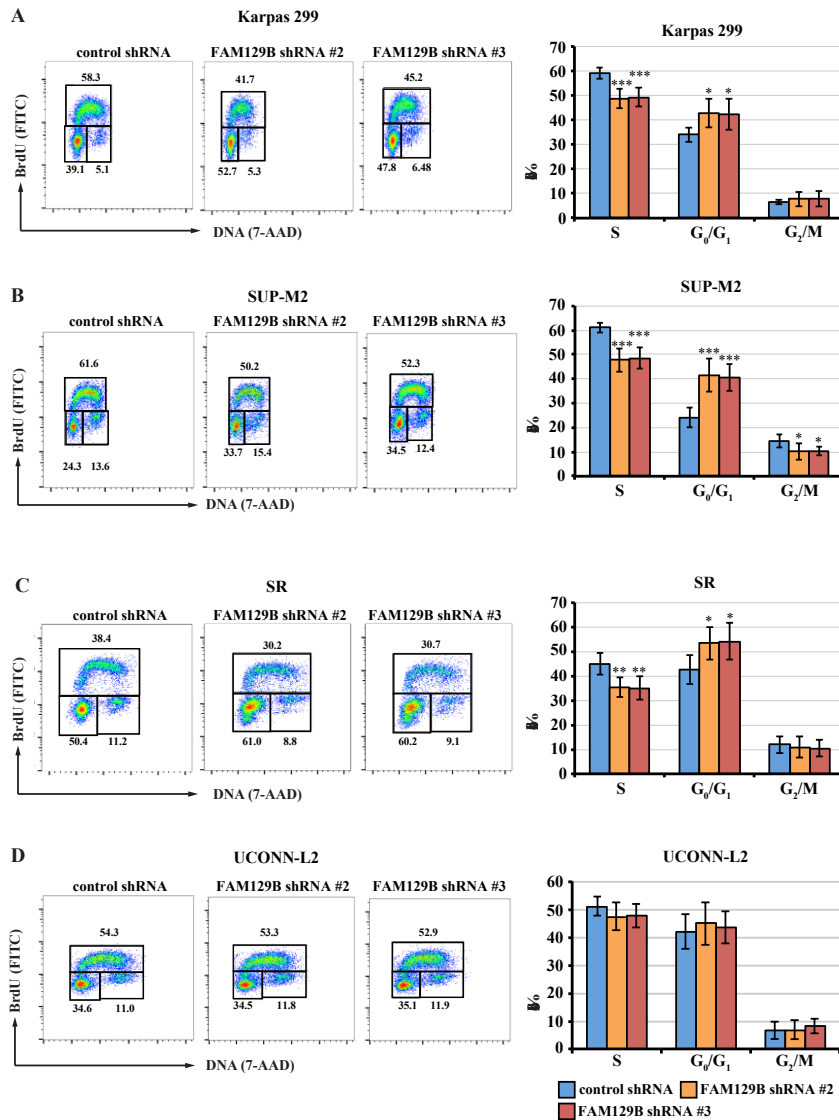 A
Karpas 299
control shRNA
FAM129B shRNA #2
FAM129B shRNA #3
58.3
41.7
45.2
39.1 5.1
52.7 5.3
47.8 6.48
BrdU (FITC)
DNA (7-AAD)
Karpas 299
70
60
50
40
30
20
10
0
%
*** ***
* *
S
G0/G1
G2/M
B
SUP-M2
control shRNA
FAM129B shRNA #2
FAM129B shRNA #3
61.6
50.2
52.3
24.3 13.6
33.7 15.4
34.5 12.4
BrdU (FITC)
DNA (7-AAD)
SUP-M2
70
60
50
40
30
20
10
0
%
*** ***
*** ***
* *
S
G0/G1
G2/M
C
SR
control shRNA
FAM129B shRNA #2
FAM129B shRNA #3
38.4
30.2
30.7
50.4 11.2
61.0 8.8
60.2 9.1
BrdU (FITC)
DNA (7-AAD)
SR
70
60
50
40
30
20
10
0
%
** **
* *
S
G0/G1
G2/M
D
UCONN-L2
control shRNA
FAM129B shRNA #2
FAM129B shRNA #3
54.3
53.3
52.9
34.6 11.0
34.5 11.8
35.1 11.9
BrdU (FITC)
DNA (7-AAD)
UCONN-L2
60
50
40
30
20
10
0
%
S
G0/G1
G2/M
control shRNA
FAM129B shRNA #2
FAM129B shRNA #3